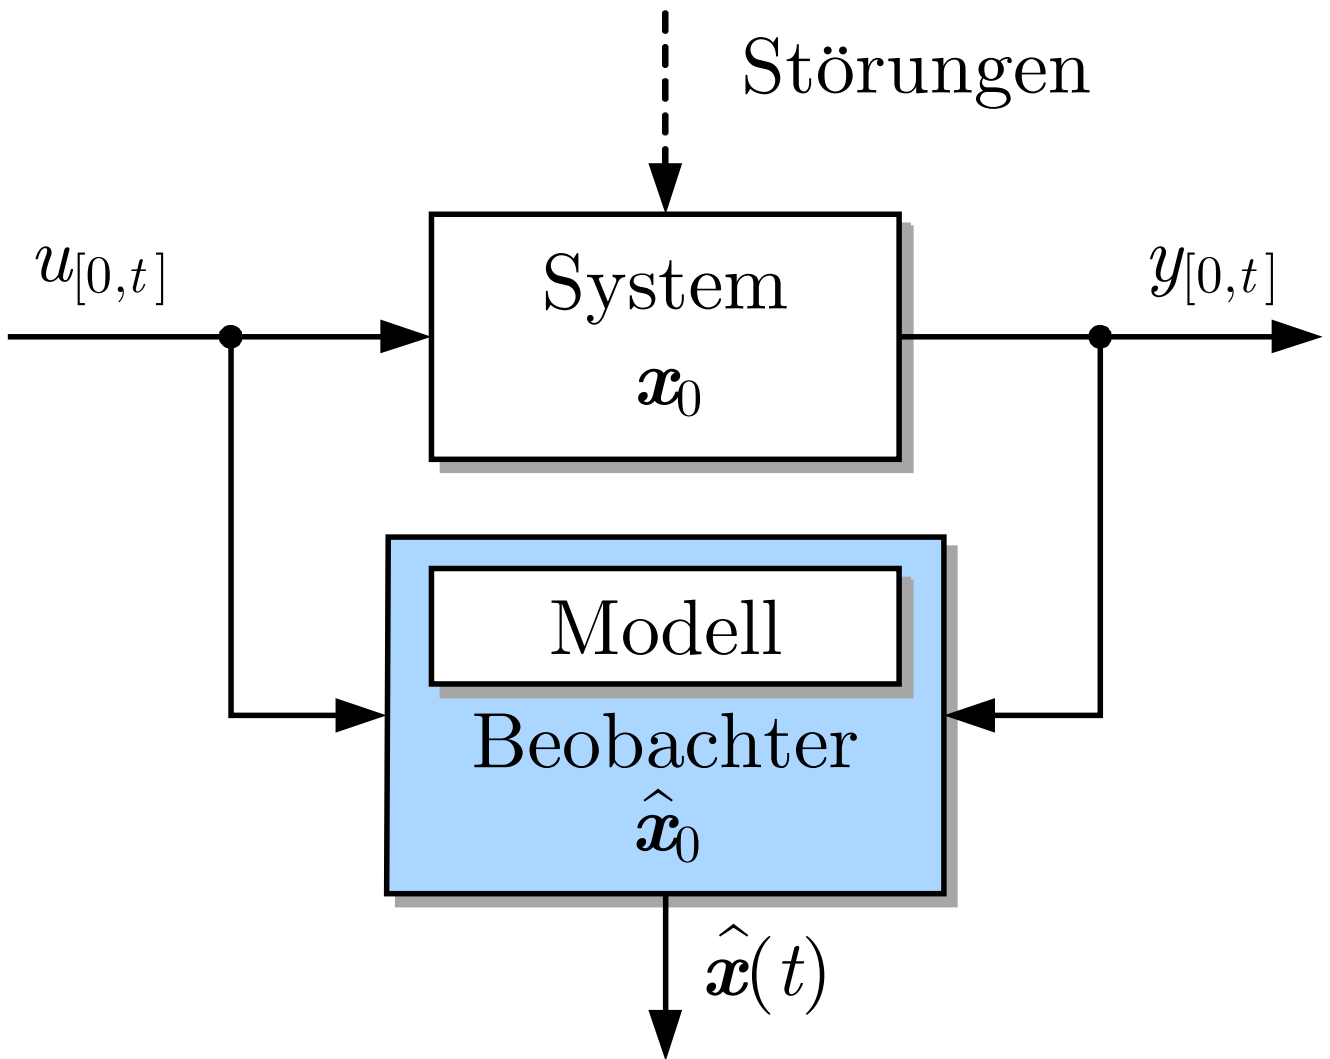 Störungen
u[0,t]
System
y[0,t]
x₀
Modell
Beobachter
x̂₀
x̂(t)